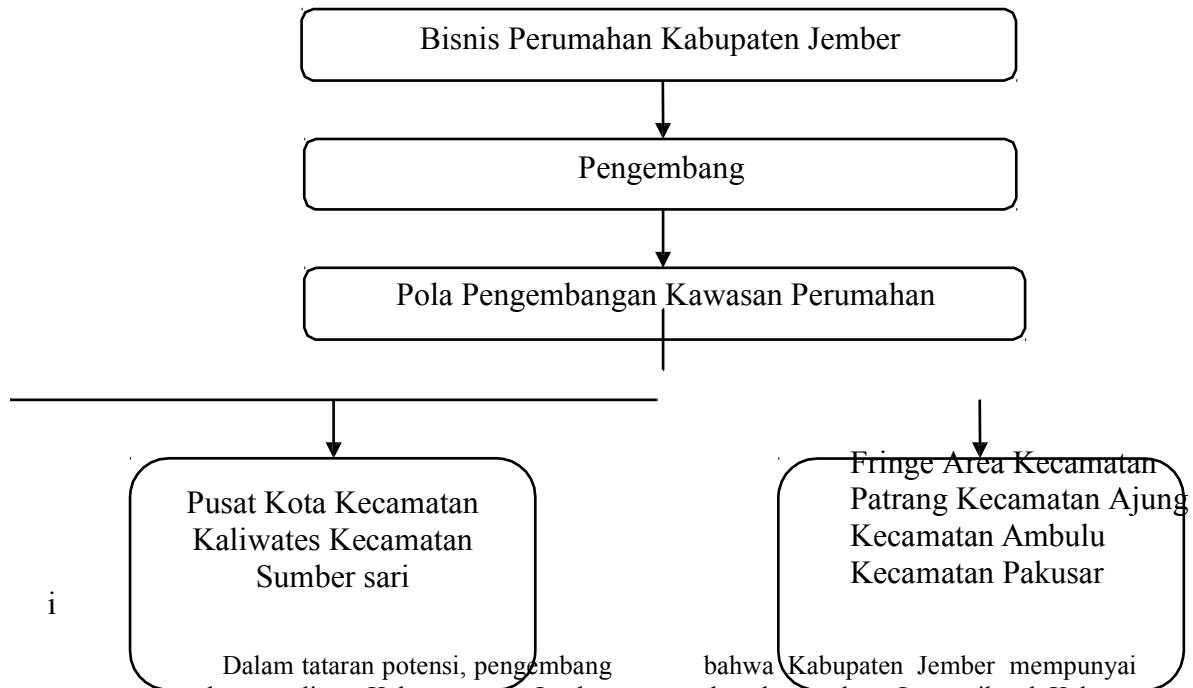 Bisnis Perumahan Kabupaten Jember
Pengembang
Pola Pengembangan Kawasan Perumahan
Pusat Kota Kecamatan
Kaliwates Kecamatan
Sumber sari
Fringe Area Kecamatan
Patrang Kecamatan Ajung
Kecamatan Ambulu
Kecamatan Pakusar
i
Dalam tataran potensi, pengembang
bahwa Kabupaten Jember mempunyai